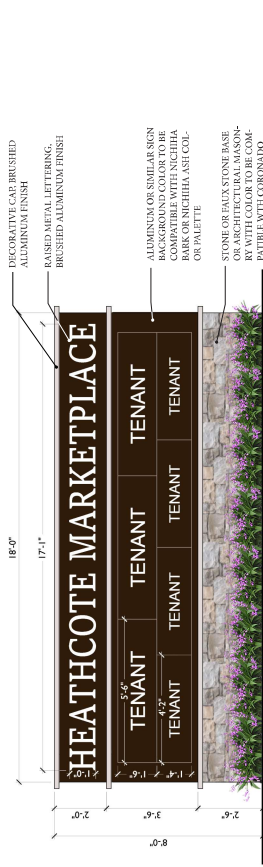 18'-0"
17'-1"
HEATHCOTE MARKETPLACE
1'-0"
2'-0"
5'-6"
TENANT TENANT TENANT
1'-6"
3'-6"
4'-2"
TENANT TENANT TENANT TENANT
1'-4"
2'-6"
8'-0"
DECORATIVE CAP, BRUSHED
ALUMINUM FINISH
RAISED METAL LETTERING,
BRUSHED ALUMINUM FINISH
ALUMINUM OR SIMILAR SIGN
BACKGROUND COLOR TO BE
COMPATIBLE WITH NICHIHA
BARK OR NICHIHA ASH COL-
OR PALETTE
STONE OR FAUX STONE BASE
OR ARCHITECTURAL MASON-
RY WITH COLOR TO BE COM-
PATIBLE WITH CORONADO